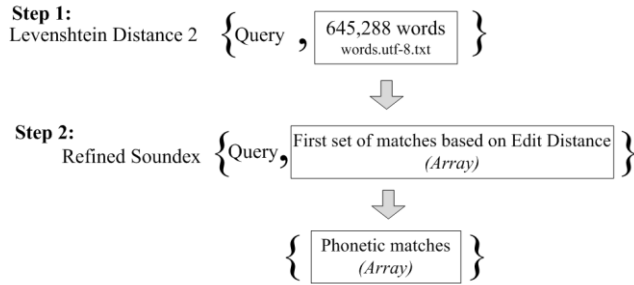 Step 1:
Levenshtein Distance 2 {Query , 645,288 words }
words.utf-8.txt
Step 2:
Refined Soundex {Query, First set of matches based on Edit Distance }
(Array)
{ Phonetic matches }
(Array)